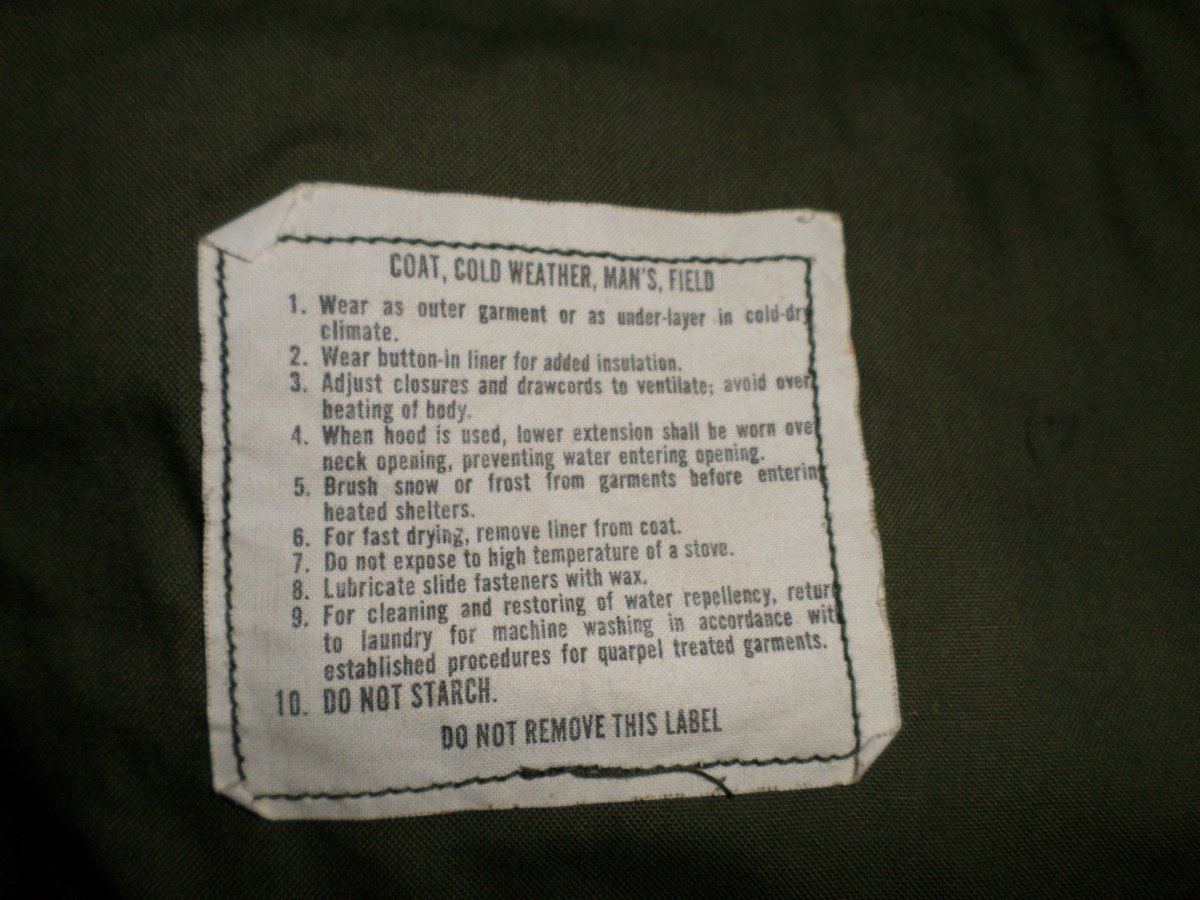 COAT, COLD WEATHER, MAN'S, FIELD
1. Wear as outer garment or as under-layer in cold-dry
climate.
2. Wear button-in liner for added insulation.
3. Adjust closures and drawcords to ventilate; avoid over
heating of body.
4. When hood is used, lower extension shall be worn over
neck opening, preventing water entering opening.
5. Brush snow or frost from garments before entering
heated shelters.
6. For fast drying, remove liner from coat.
7. Do not expose to high temperature of a stove.
8. Lubricate slide fasteners with wax.
9. For cleaning and restoring of water repellency, return
to laundry for machine washing in accordance with
established procedures for quarpel treated garments.
10. DO NOT STARCH.
DO NOT REMOVE THIS LABEL